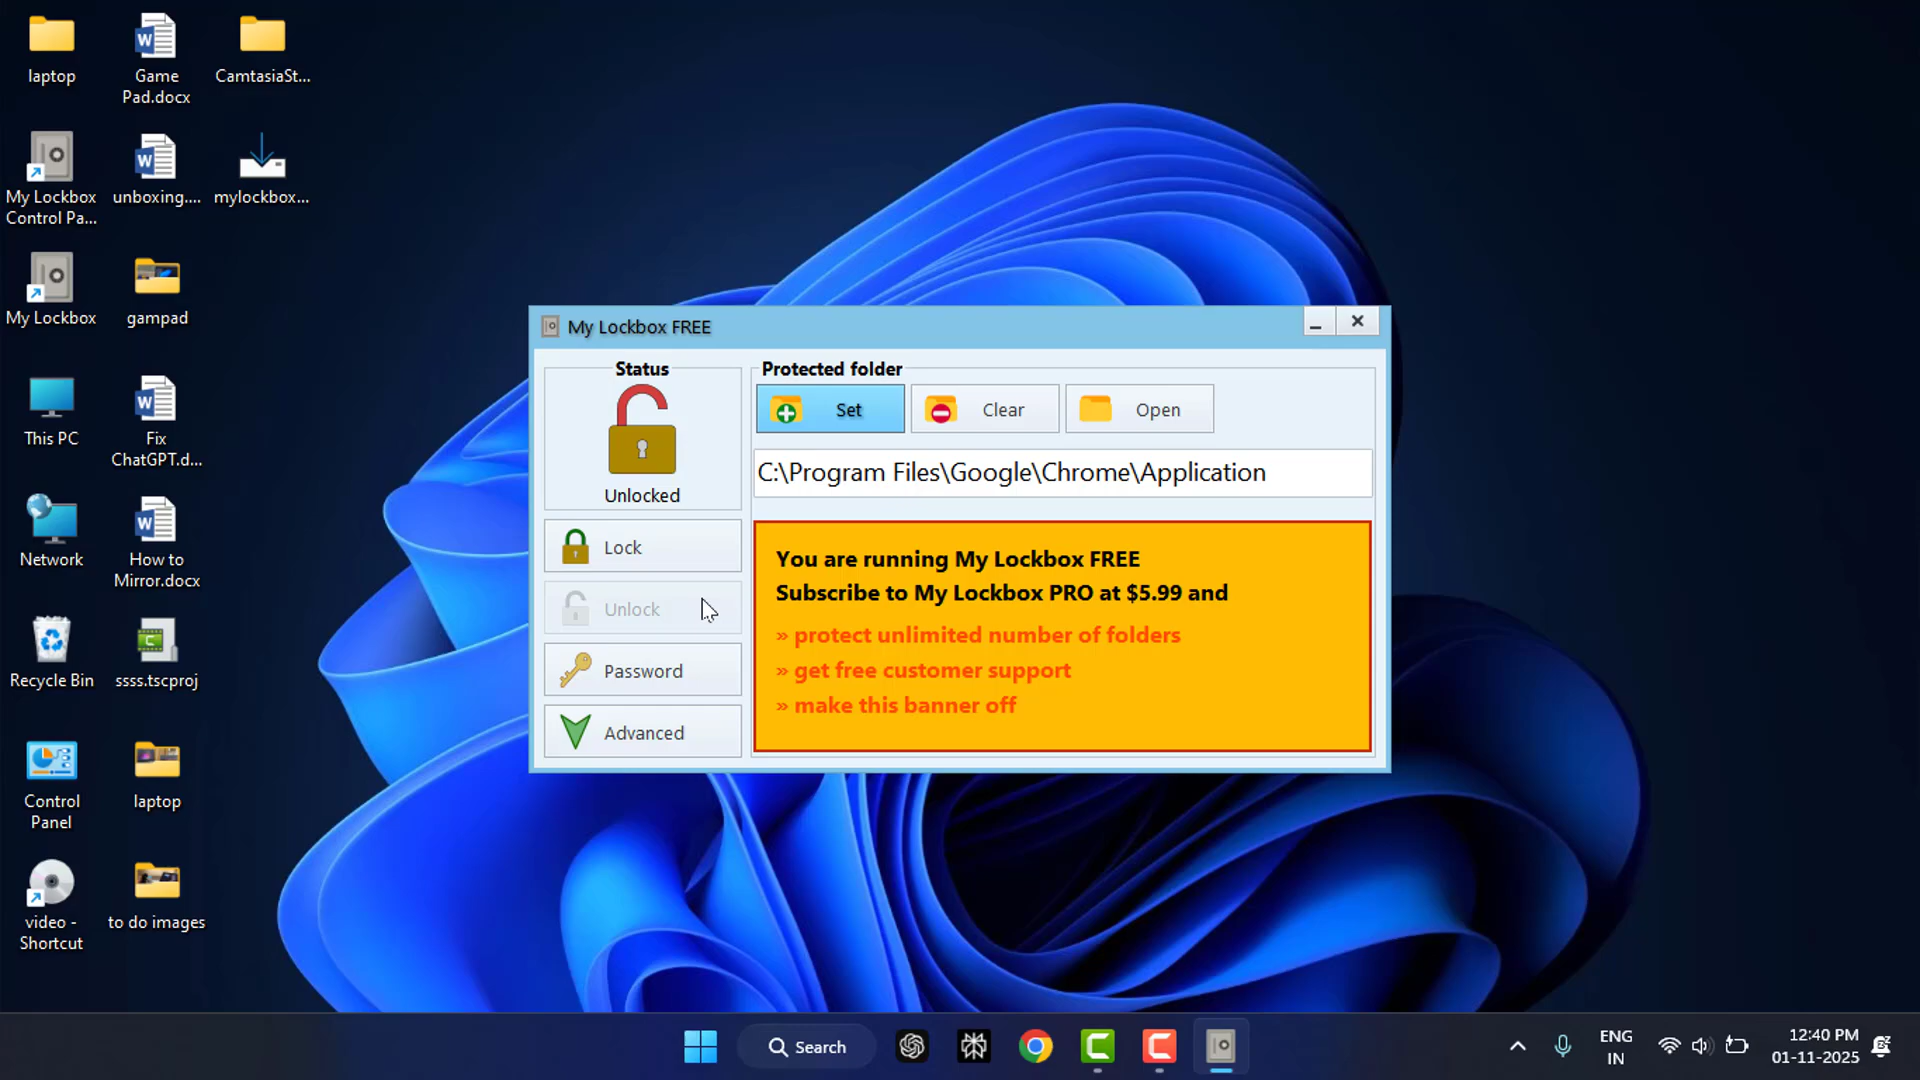 laptop
Game
Pad.docx
CamtasiaSt...
My Lockbox
Control Pa...
unboxing....
mylockbox...
My Lockbox
gampad
This PC
Fix
ChatGPT.d...
Network
How to
Mirror.docx
Recycle Bin
ssss.tscproj
Control
Panel
laptop
video -
Shortcut
to do images
My Lockbox FREE
Status
Unlocked
Lock
Unlock
Password
Advanced
Protected folder
Set
Clear
Open
C:\Program Files\Google\Chrome\Application
You are running My Lockbox FREE
Subscribe to My Lockbox PRO at $5.99 and
» protect unlimited number of folders
» get free customer support
» make this banner off
Search
ENG
IN
12:40 PM
01-11-2025